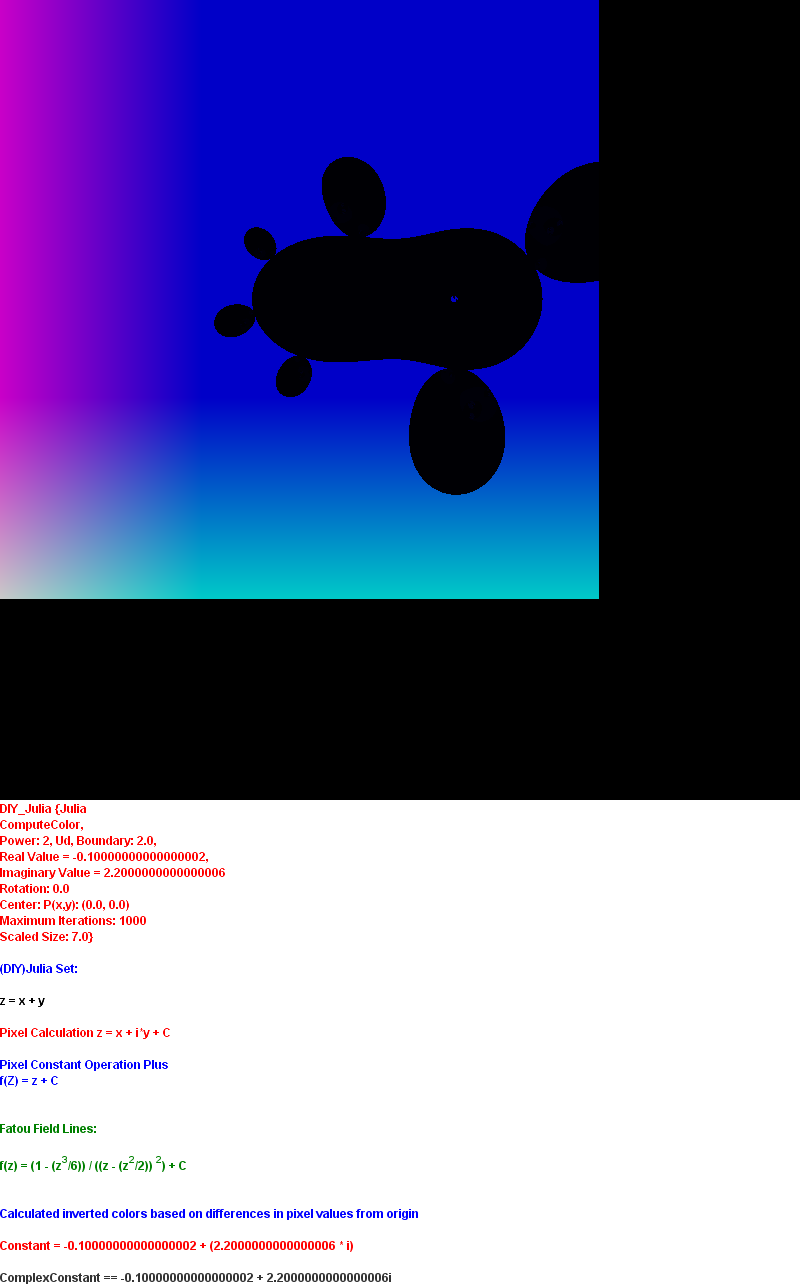 DIY_Julia {Julia
ComputeColor,
Power: 2, Ud, Boundary: 2.0,
Real Value = -0.10000000000000002,
Imaginary Value = 2.2000000000000006
Rotation: 0.0
Center: P(x,y): (0.0, 0.0)
Maximum Iterations: 1000
Scaled Size: 7.0}
(DIY)Julia Set:
z = x + y
Pixel Calculation z = x + i*y + C
Pixel Constant Operation Plus
f(Z) = z + C
Fatou Field Lines:
f(z) = (1 - (z^3/6)) / ((z - (z^2/2)) ^2) + C
Calculated inverted colors based on differences in pixel values from origin
Constant = -0.10000000000000002 + (2.2000000000000006 * i)
ComplexConstant == -0.10000000000000002 + 2.2000000000000006i